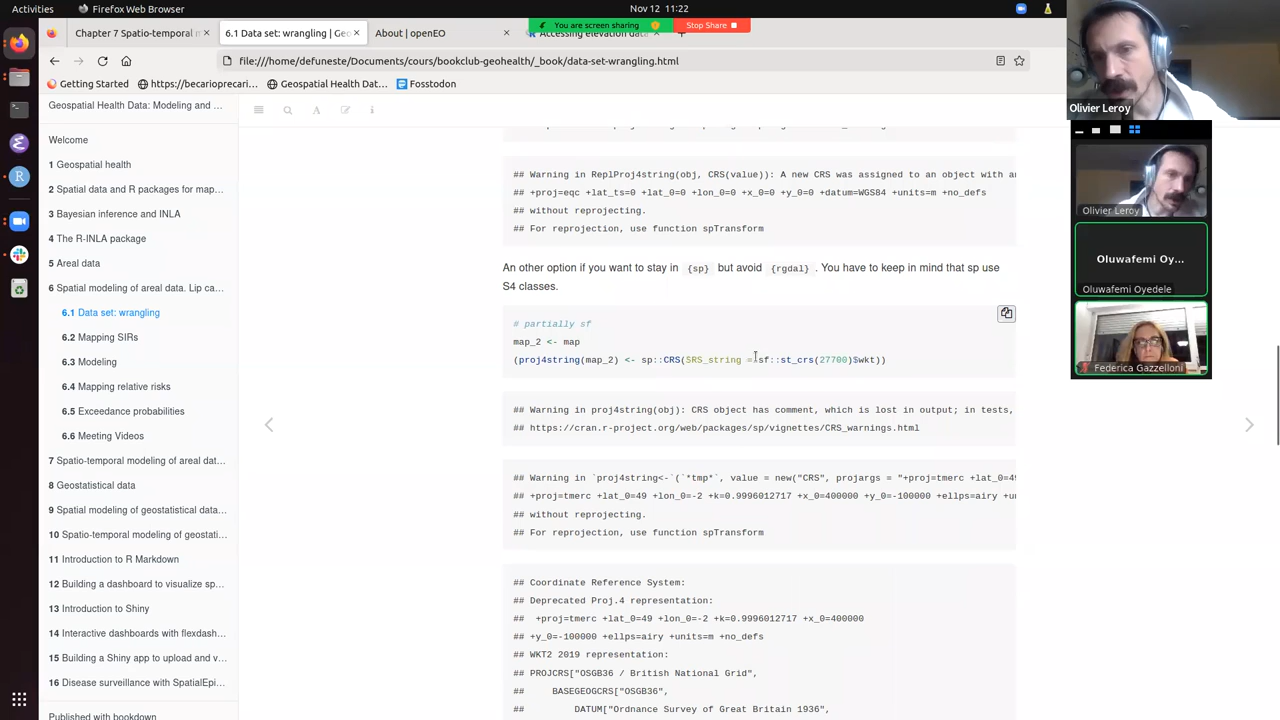 Activities
Firefox Web Browser
Nov 12 11:22
You are screen sharing
Stop Share
Chapter 7 Spatio-temporal m
6.1 Data set: wrangling | Geo
About | openEO
Accessing elevation data
file:///home/defuneste/Documents/cours/bookclub-geohealth/_book/data-set-wrangling.html
Getting Started
https://becarioprecari...
Geospatial Health Dat...
Fosstodon
Geospatial Health Data: Modeling and ...
Welcome
1 Geospatial health
2 Spatial data and R packages for map...
3 Bayesian inference and INLA
4 The R-INLA package
5 Areal data
6 Spatial modeling of areal data. Lip ca...
6.1 Data set: wrangling
6.2 Mapping SIRs
6.3 Modeling
6.4 Mapping relative risks
6.5 Exceedance probabilities
6.6 Meeting Videos
7 Spatio-temporal modeling of areal dat...
8 Geostatistical data
9 Spatial modeling of geostatistical data...
10 Spatio-temporal modeling of geostati...
11 Introduction to R Markdown
12 Building a dashboard to visualize sp...
13 Introduction to Shiny
14 Interactive dashboards with flexdash...
15 Building a Shiny app to upload and v...
16 Disease surveillance with SpatialEpi...
Published with bookdown
## Warning in ReplProj4string(obj, CRS(value)): A new CRS was assigned to an object with an
## +proj=eqc +lat_ts=0 +lat_0=0 +lon_0=0 +x_0=0 +y_0=0 +datum=WGS84 +units=m +no_defs
## without reprojecting.
## For reprojection, use function spTransform
An other option if you want to stay in {sp} but avoid {rgdal} . You have to keep in mind that sp use
S4 classes.
# partially sf
map_2 <- map
(proj4string(map_2) <- sp::CRS(SRS_string = sf::st_crs(27700)$wkt))
## Warning in proj4string(obj): CRS object has comment, which is lost in output; in tests,
## https://cran.r-project.org/web/packages/sp/vignettes/CRS_warnings.html
## Warning in `proj4string<-`(`*tmp*`, value = new("CRS", projargs = "+proj=tmerc +lat_0=49
## +proj=tmerc +lat_0=49 +lon_0=-2 +k=0.9996012717 +x_0=400000 +y_0=-100000 +ellps=airy +un
## without reprojecting.
## For reprojection, use function spTransform
## Coordinate Reference System:
## Deprecated Proj.4 representation:
## +proj=tmerc +lat_0=49 +lon_0=-2 +k=0.9996012717 +x_0=400000
## +y_0=-100000 +ellps=airy +units=m +no_defs
## WKT2 2019 representation:
## PROJCRS["OSGB36 / British National Grid",
## BASEGEOGCRS["OSGB36",
## DATUM["Ordnance Survey of Great Britain 1936",
Olivier Leroy
Olivier Leroy
Oluwafemi Oy...
Oluwafemi Oyedele
Federica Gazzelloni